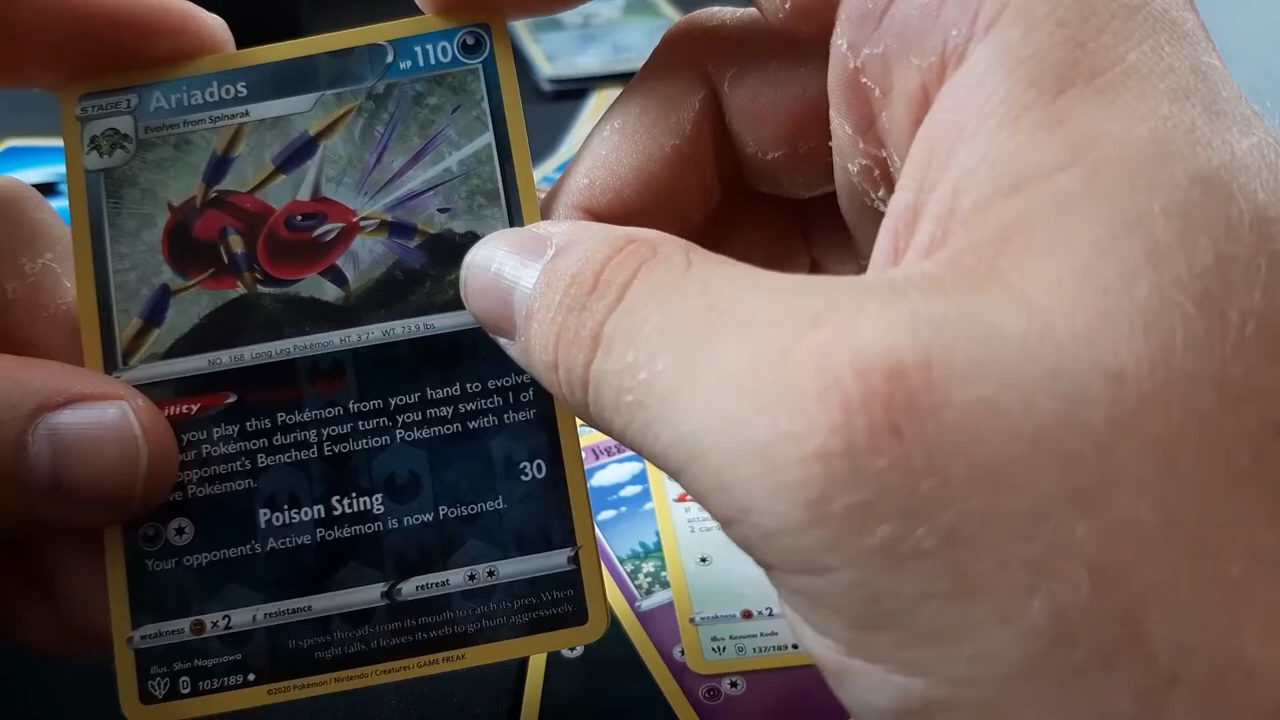 STAGE 1 Ariados HP 110
Evolves from Spinarak
NO. 168 Long Leg Pokémon HT: 3'7" WT: 73.9 lbs
ility
you play this Pokémon from your hand to evolve
ur Pokémon during your turn, you may switch 1 of
pponent's Benched Evolution Pokémon with their
ve Pokémon.
Poison Sting 30
Your opponent's Active Pokémon is now Poisoned.
weakness ×2 resistance retreat
It spews threads from its mouth to catch its prey. When
night falls, it leaves its web to go hunt aggressively.
Illus. Shin Nagasawa
D 103/189
©2020 Pokémon / Nintendo / Creatures / GAME FREAK
Jigg
2 car
weakness ×2
Illus. Kazuma Koda
D 137/189